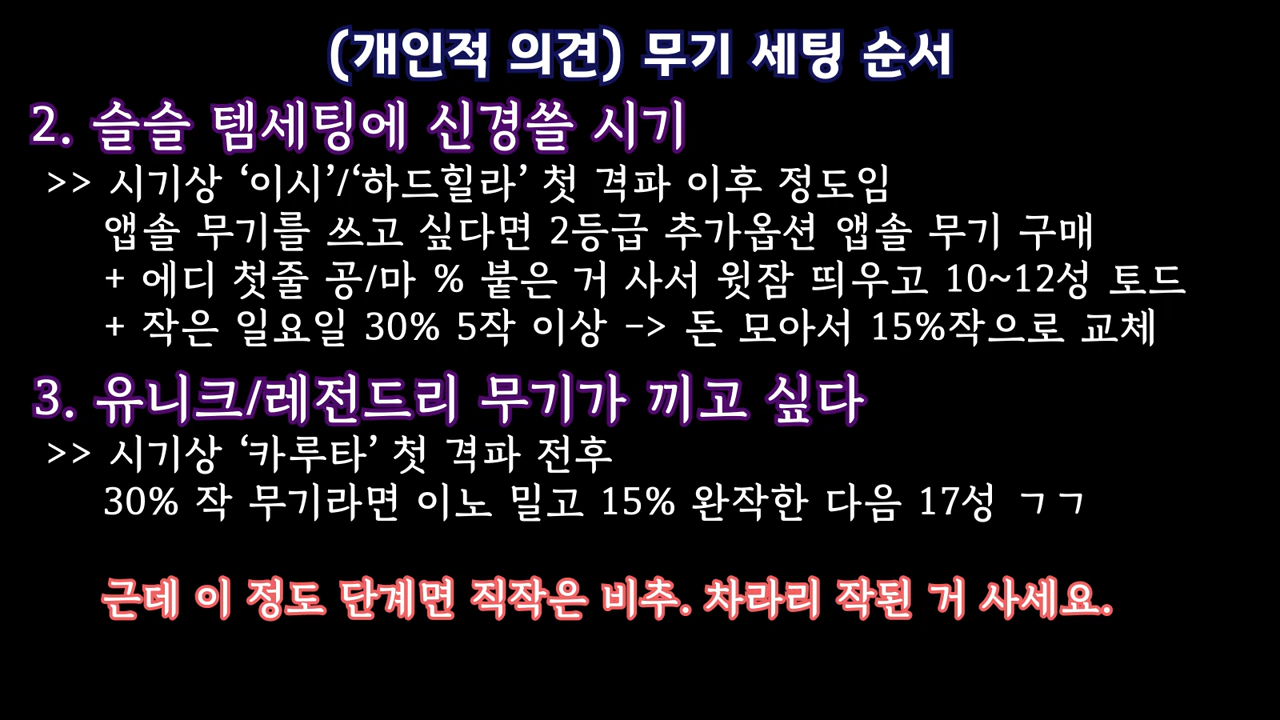 (개인적 의견) 무기 세팅 순서
2. 슬슬 템세팅에 신경쓸 시기
>> 시기상 ‘이시’/‘하드힐라’ 첫 격파 이후 정도임
앱솔 무기를 쓰고 싶다면 2등급 추가옵션 앱솔 무기 구매
+ 에디 첫줄 공/마 % 붙은 거 사서 윗잠 띄우고 10~12성 토드
+ 작은 일요일 30% 5작 이상 -> 돈 모아서 15%작으로 교체
3. 유니크/레전드리 무기가 끼고 싶다
>> 시기상 ‘카루타’ 첫 격파 전후
30% 작 무기라면 이노 밀고 15% 완작한 다음 17성 ㄱㄱ
근데 이 정도 단계면 직작은 비추. 차라리 작된 거 사세요.